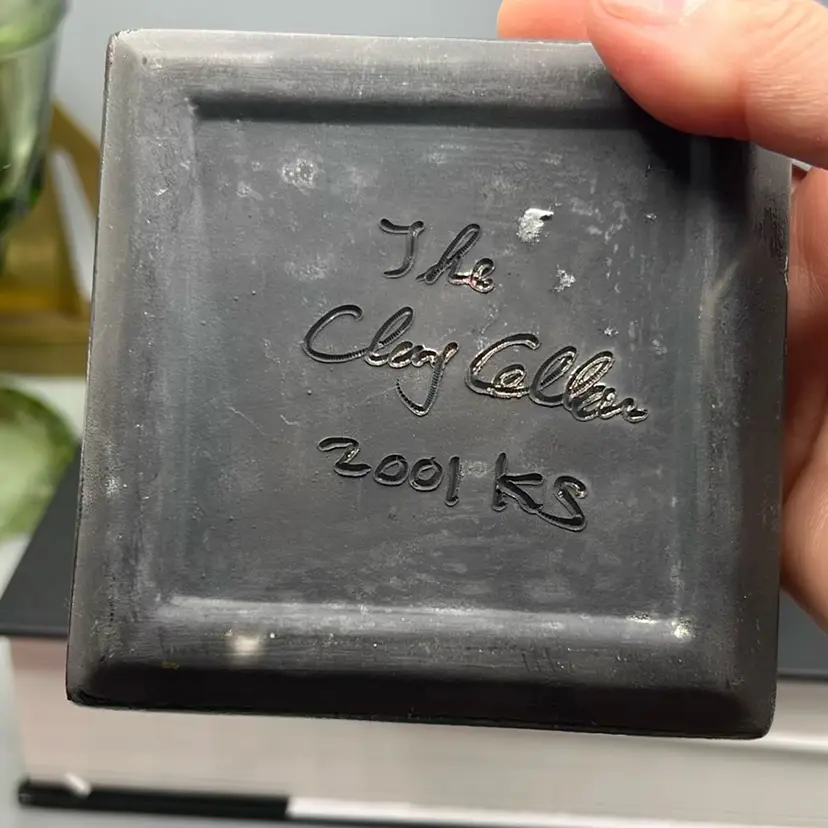 The
Clay Cellar
2001 KS